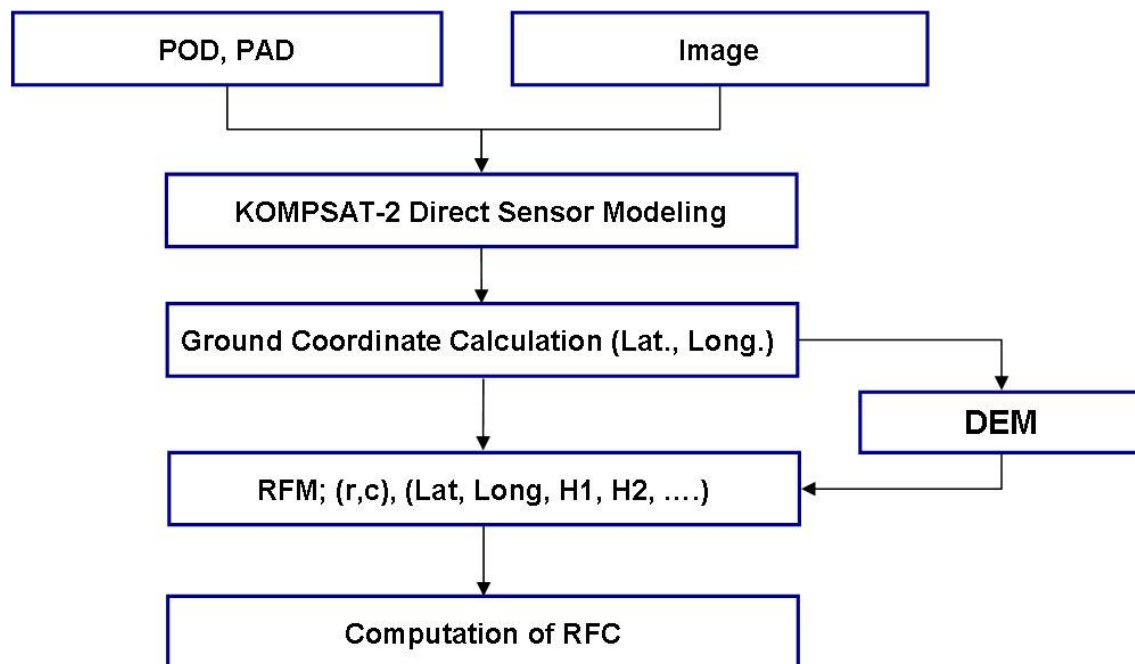 POD, PAD
Image
KOMPSAT-2 Direct Sensor Modeling
Ground Coordinate Calculation (Lat., Long.)
DEM
RFM; (r,c), (Lat, Long, H1, H2, ....)
Computation of RFC